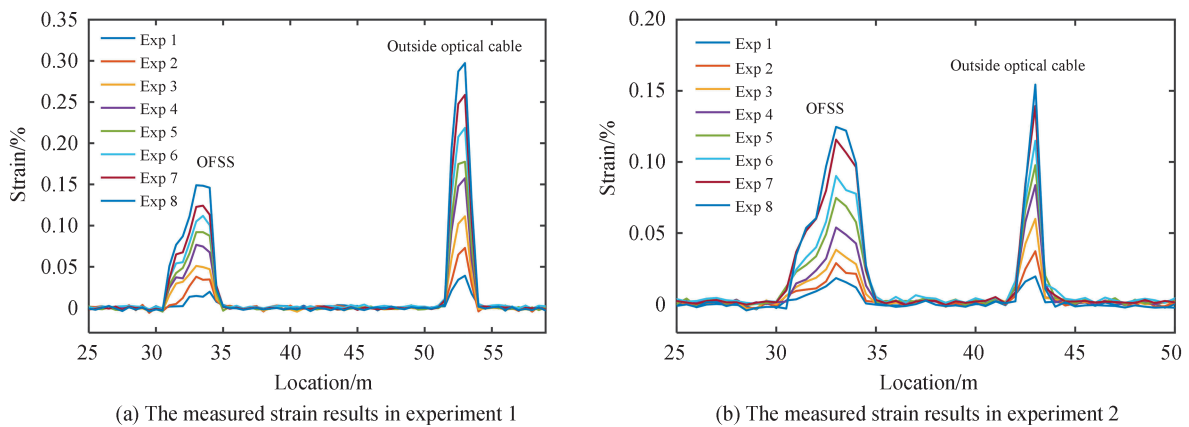 0.35
0.30
0.25
0.20
0.15
0.10
0.05
0
Strain/%
Exp 1
Exp 2
Exp 3
Exp 4
Exp 5
Exp 6
Exp 7
Exp 8
OFSS
Outside optical cable
25 30 35 40 45 50 55
Location/m
(a) The measured strain results in experiment 1
0.20
0.15
0.10
0.05
0
Strain/%
Exp 1
Exp 2
Exp 3
Exp 4
Exp 5
Exp 6
Exp 7
Exp 8
OFSS
Outside optical cable
25 30 35 40 45 50
Location/m
(b) The measured strain results in experiment 2